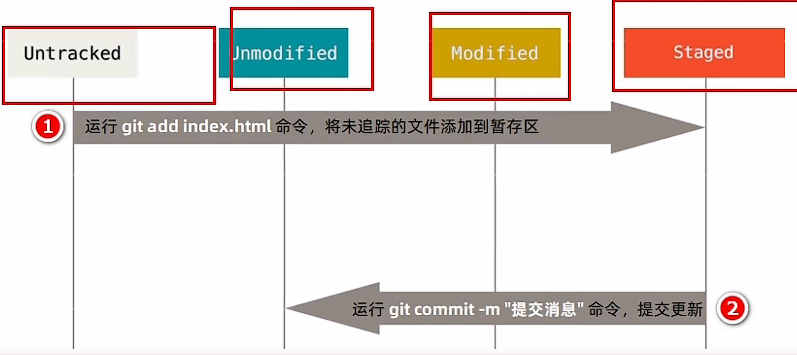 Untracked
Unmodified
Modified
Staged
1
运行 git add index.html 命令，将未追踪的文件添加到暂存区
运行 git commit -m "提交消息" 命令，提交更新
2